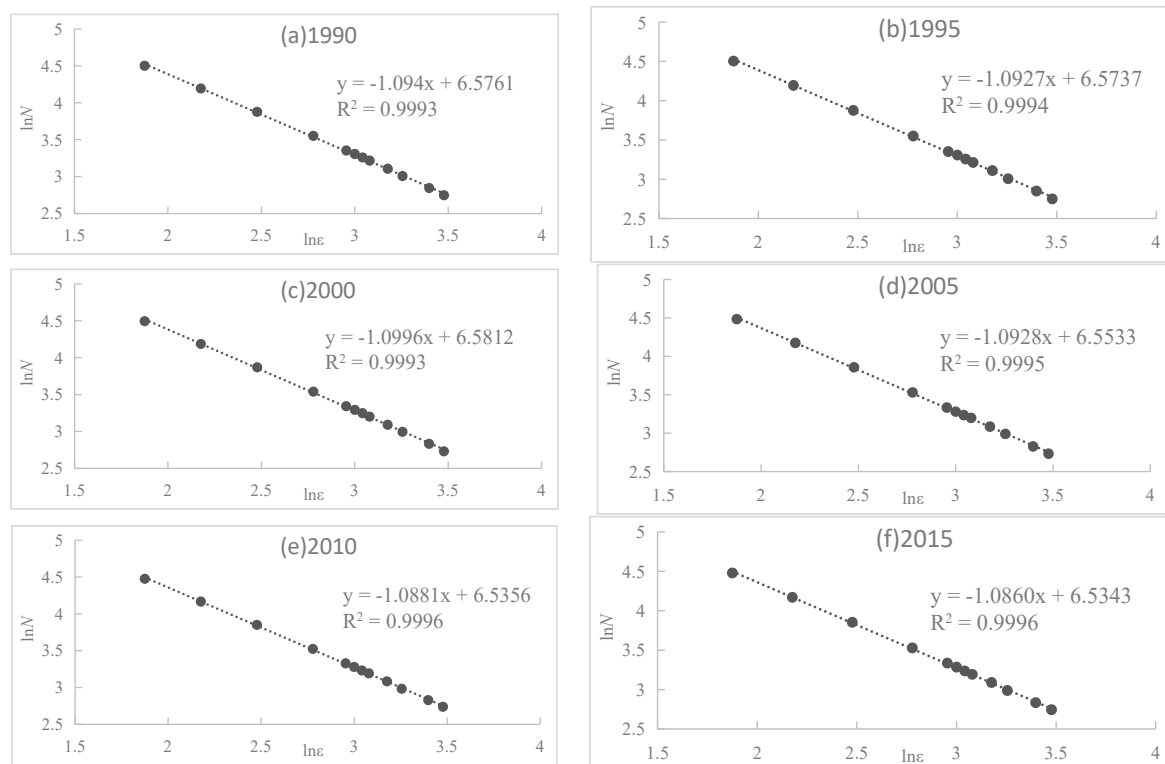 (a)1990
y = -1.094x + 6.5761
R² = 0.9993
lnN
5
4.5
4
3.5
3
2.5
1.5 2 2.5 3 3.5 4
lnε
(b)1995
y = -1.0927x + 6.5737
R² = 0.9994
lnN
5
4.5
4
3.5
3
2.5
1.5 2 2.5 3 3.5 4
lnε
(c)2000
y = -1.0996x + 6.5812
R² = 0.9993
lnN
5
4.5
4
3.5
3
2.5
1.5 2 2.5 3 3.5 4
lnε
(d)2005
y = -1.0928x + 6.5533
R² = 0.9995
lnN
5
4.5
4
3.5
3
2.5
1.5 2 2.5 3 3.5 4
lnε
(e)2010
y = -1.0881x + 6.5356
R² = 0.9996
lnN
5
4.5
4
3.5
3
2.5
1.5 2 2.5 3 3.5 4
lnε
(f)2015
y = -1.0860x + 6.5343
R² = 0.9996
lnN
5
4.5
4
3.5
3
2.5
1.5 2 2.5 3 3.5 4
lnε